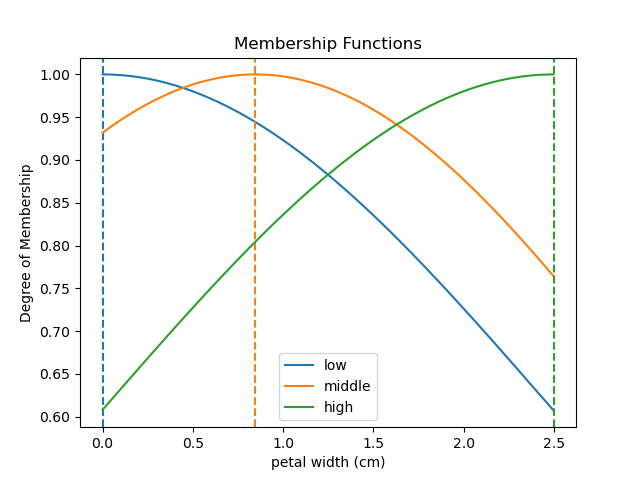 Membership Functions
Degree of Membership
1.00
0.95
0.90
0.85
0.80
0.75
0.70
0.65
0.60
low
middle
high
0.0 0.5 1.0 1.5 2.0 2.5
petal width (cm)